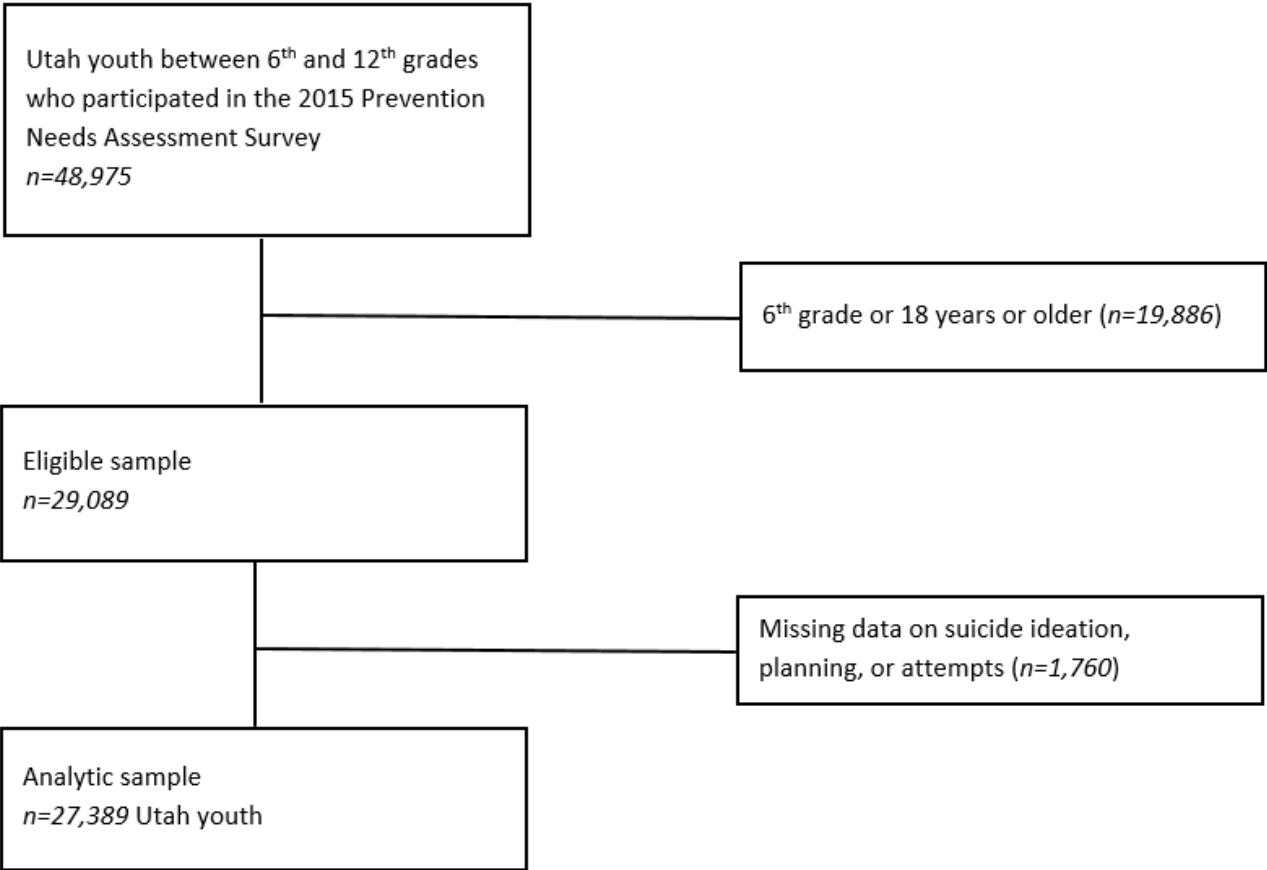 Utah youth between 6th and 12th grades
who participated in the 2015 Prevention
Needs Assessment Survey
n=48,975
6th grade or 18 years or older (n=19,886)
Eligible sample
n=29,089
Missing data on suicide ideation,
planning, or attempts (n=1,760)
Analytic sample
n=27,389 Utah youth